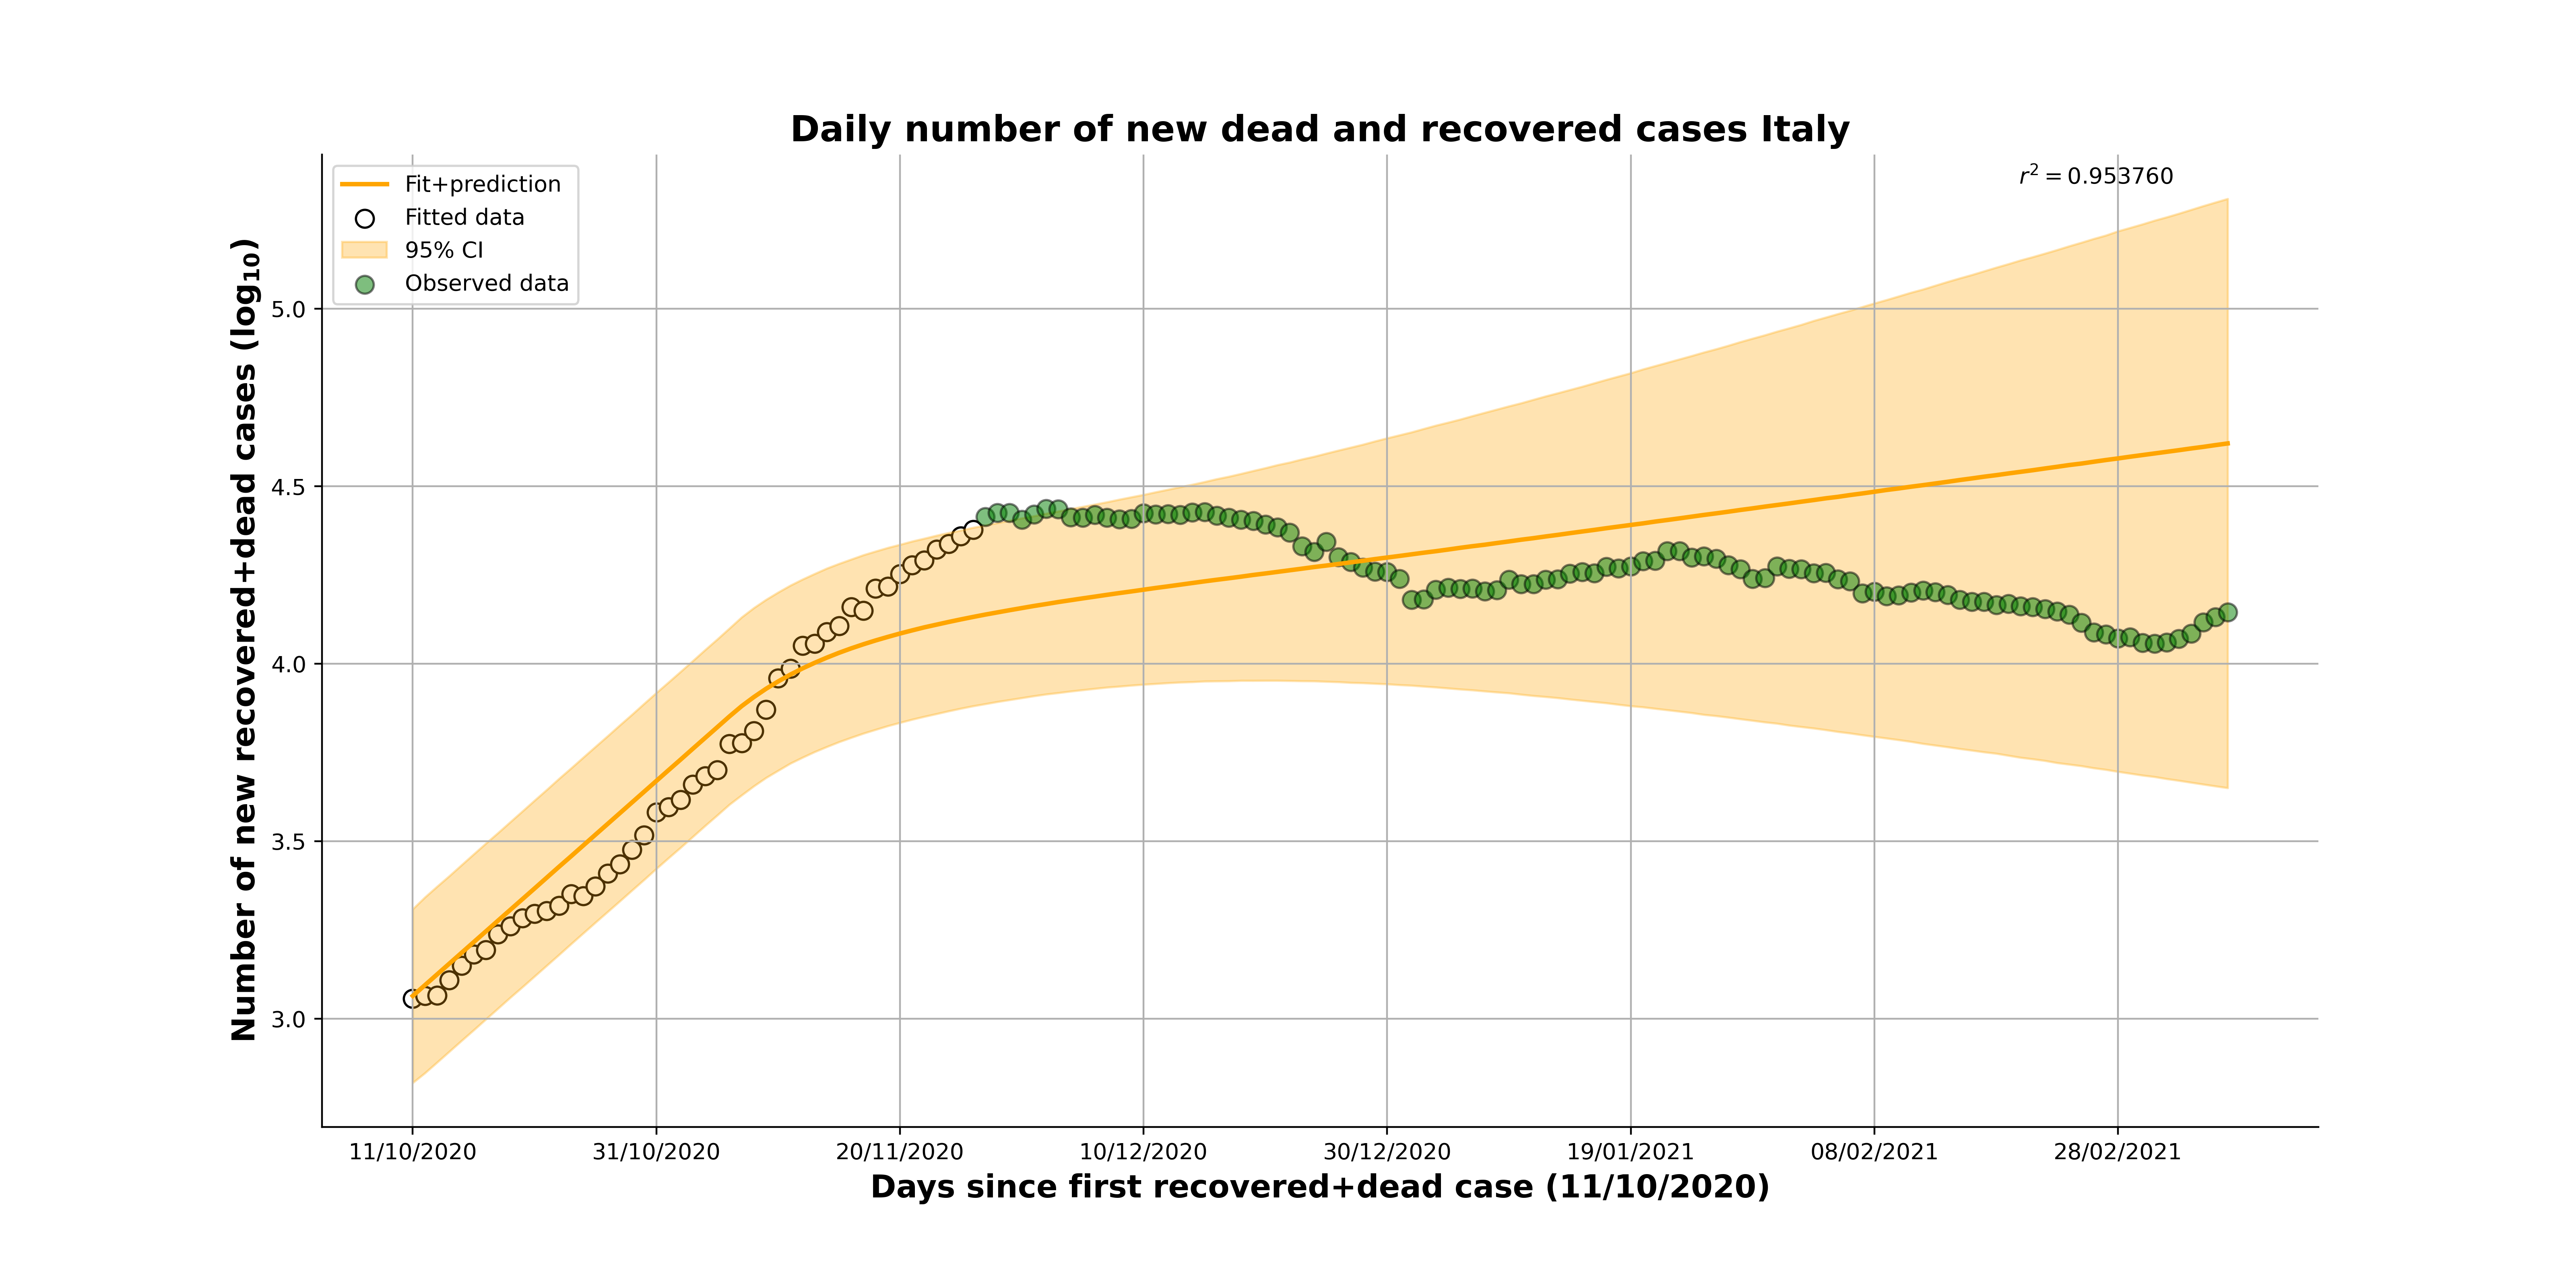 Daily number of new dead and recovered cases Italy
Fit+prediction
Fitted data
95% CI
Observed data
r² = 0.953760
Number of new recovered+dead cases (log₁₀)
5.0
4.5
4.0
3.5
3.0
11/10/2020 31/10/2020 20/11/2020 10/12/2020 30/12/2020 19/01/2021 08/02/2021 28/02/2021
Days since first recovered+dead case (11/10/2020)